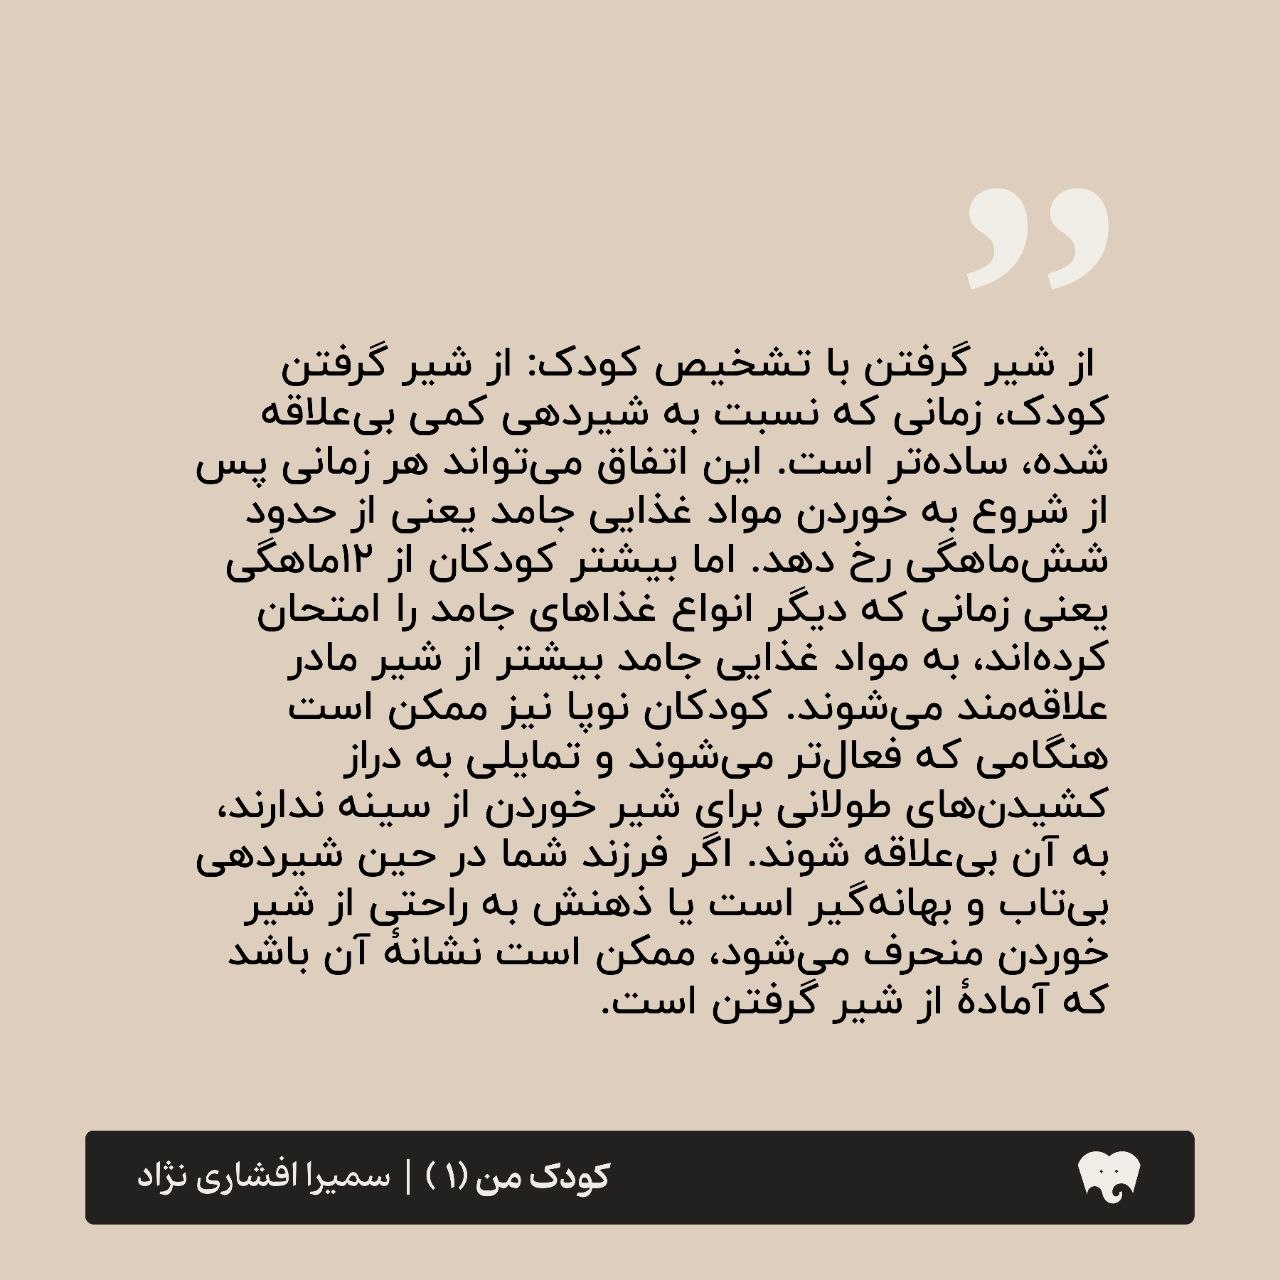 ”
از شیر گرفتن با تشخیص کودک: از شیر گرفتن
کودک، زمانی که نسبت به شیردهی کمی بی‌علاقه
شده، ساده‌تر است. این اتفاق می‌تواند هر زمانی پس
از شروع به خوردن مواد غذایی جامد یعنی از حدود
شش‌ماهگی رخ دهد. اما بیشتر کودکان از ۱۲ماهگی
یعنی زمانی که دیگر انواع غذاهای جامد را امتحان
کرده‌اند، به مواد غذایی جامد بیشتر از شیر مادر
علاقه‌مند می‌شوند. کودکان نوپا نیز ممکن است
هنگامی که فعال‌تر می‌شوند و تمایلی به دراز
کشیدن‌های طولانی برای شیر خوردن از سینه ندارند،
به آن بی‌علاقه شوند. اگر فرزند شما در حین شیردهی
بی‌تاب و بهانه‌گیر است یا ذهنش به راحتی از شیر
خوردن منحرف می‌شود، ممکن است نشانهٔ آن باشد
که آمادهٔ از شیر گرفتن است.
کودک من (۱ ) | سمیرا افشاری نژاد